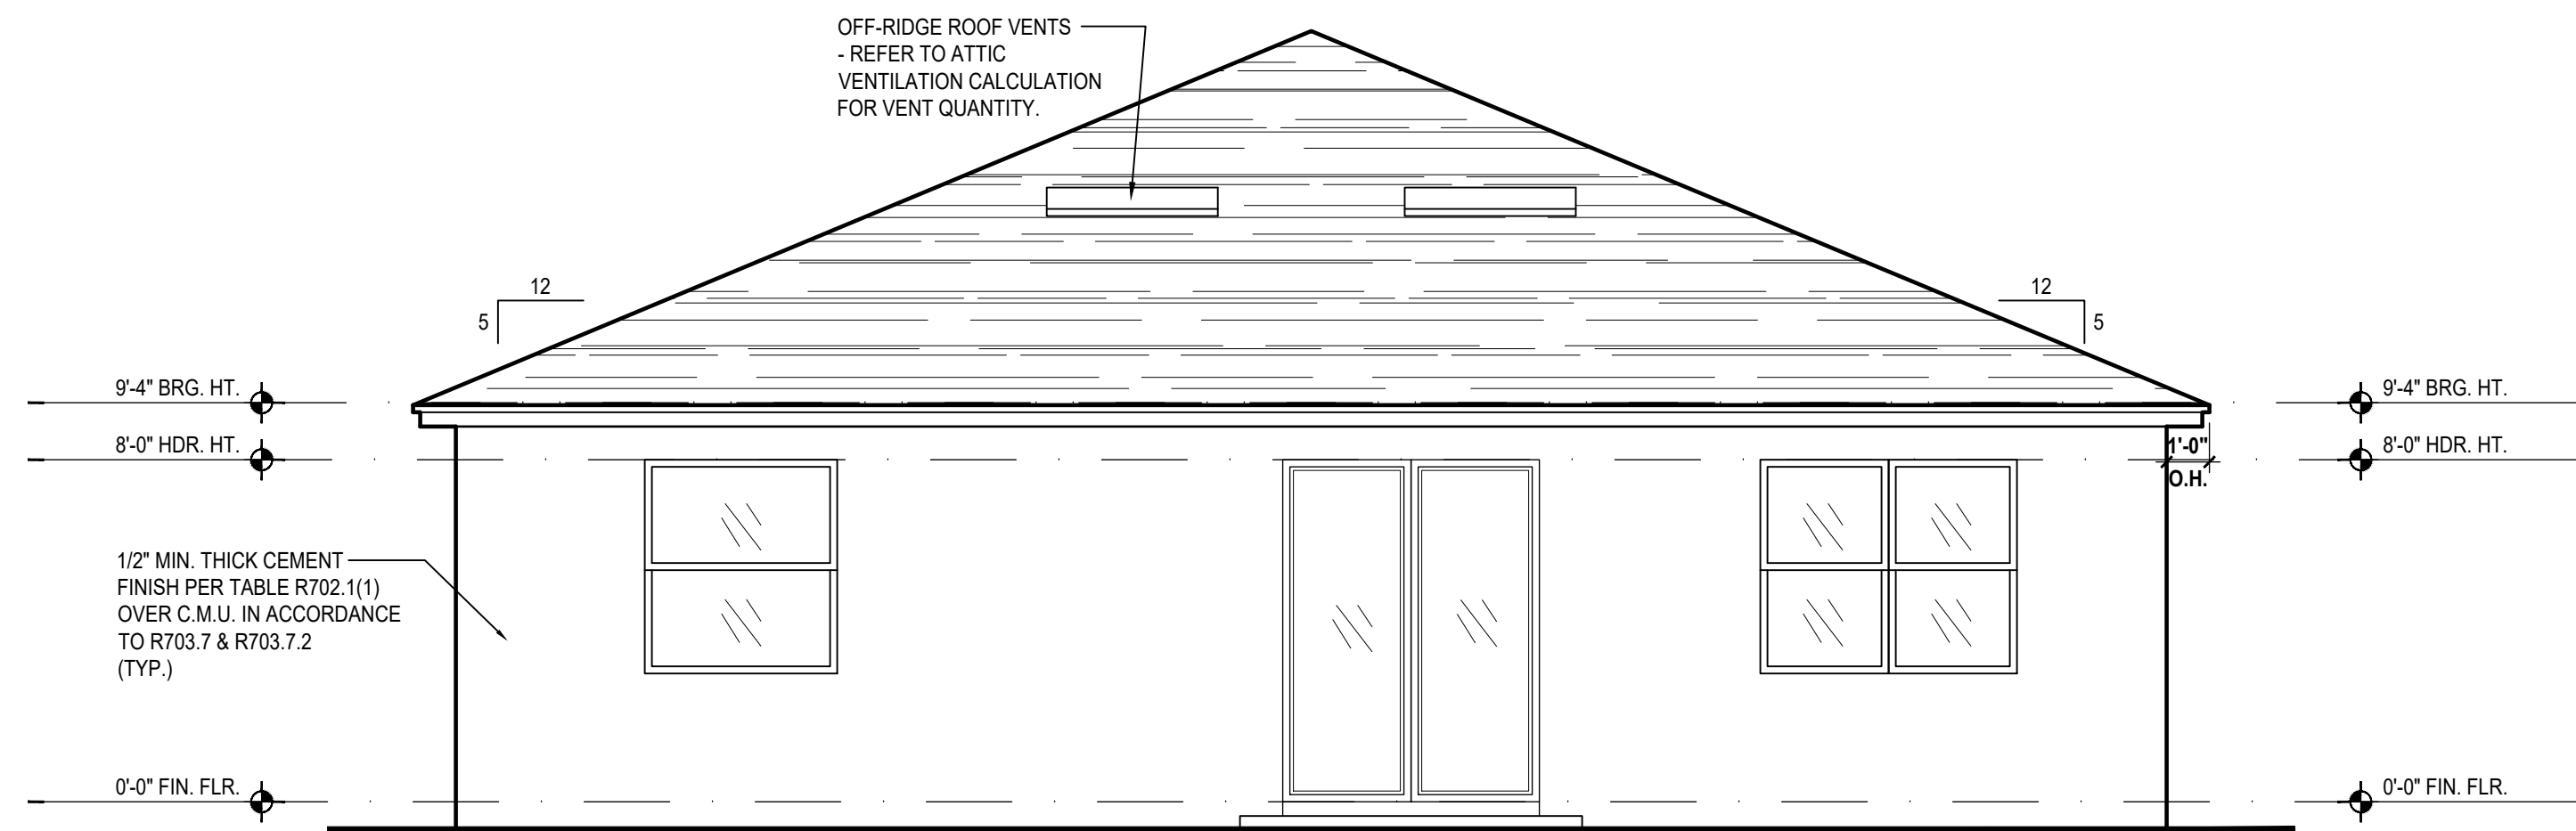 OFF-RIDGE ROOF VENTS
- REFER TO ATTIC
VENTILATION CALCULATION
FOR VENT QUANTITY.
12
5
12
5
9'-4" BRG. HT.
9'-4" BRG. HT.
8'-0" HDR. HT.
1'-0"
O.H.
8'-0" HDR. HT.
1/2" MIN. THICK CEMENT
FINISH PER TABLE R702.1(1)
OVER C.M.U. IN ACCORDANCE
TO R703.7 & R703.7.2
(TYP.)
0'-0" FIN. FLR.
0'-0" FIN. FLR.